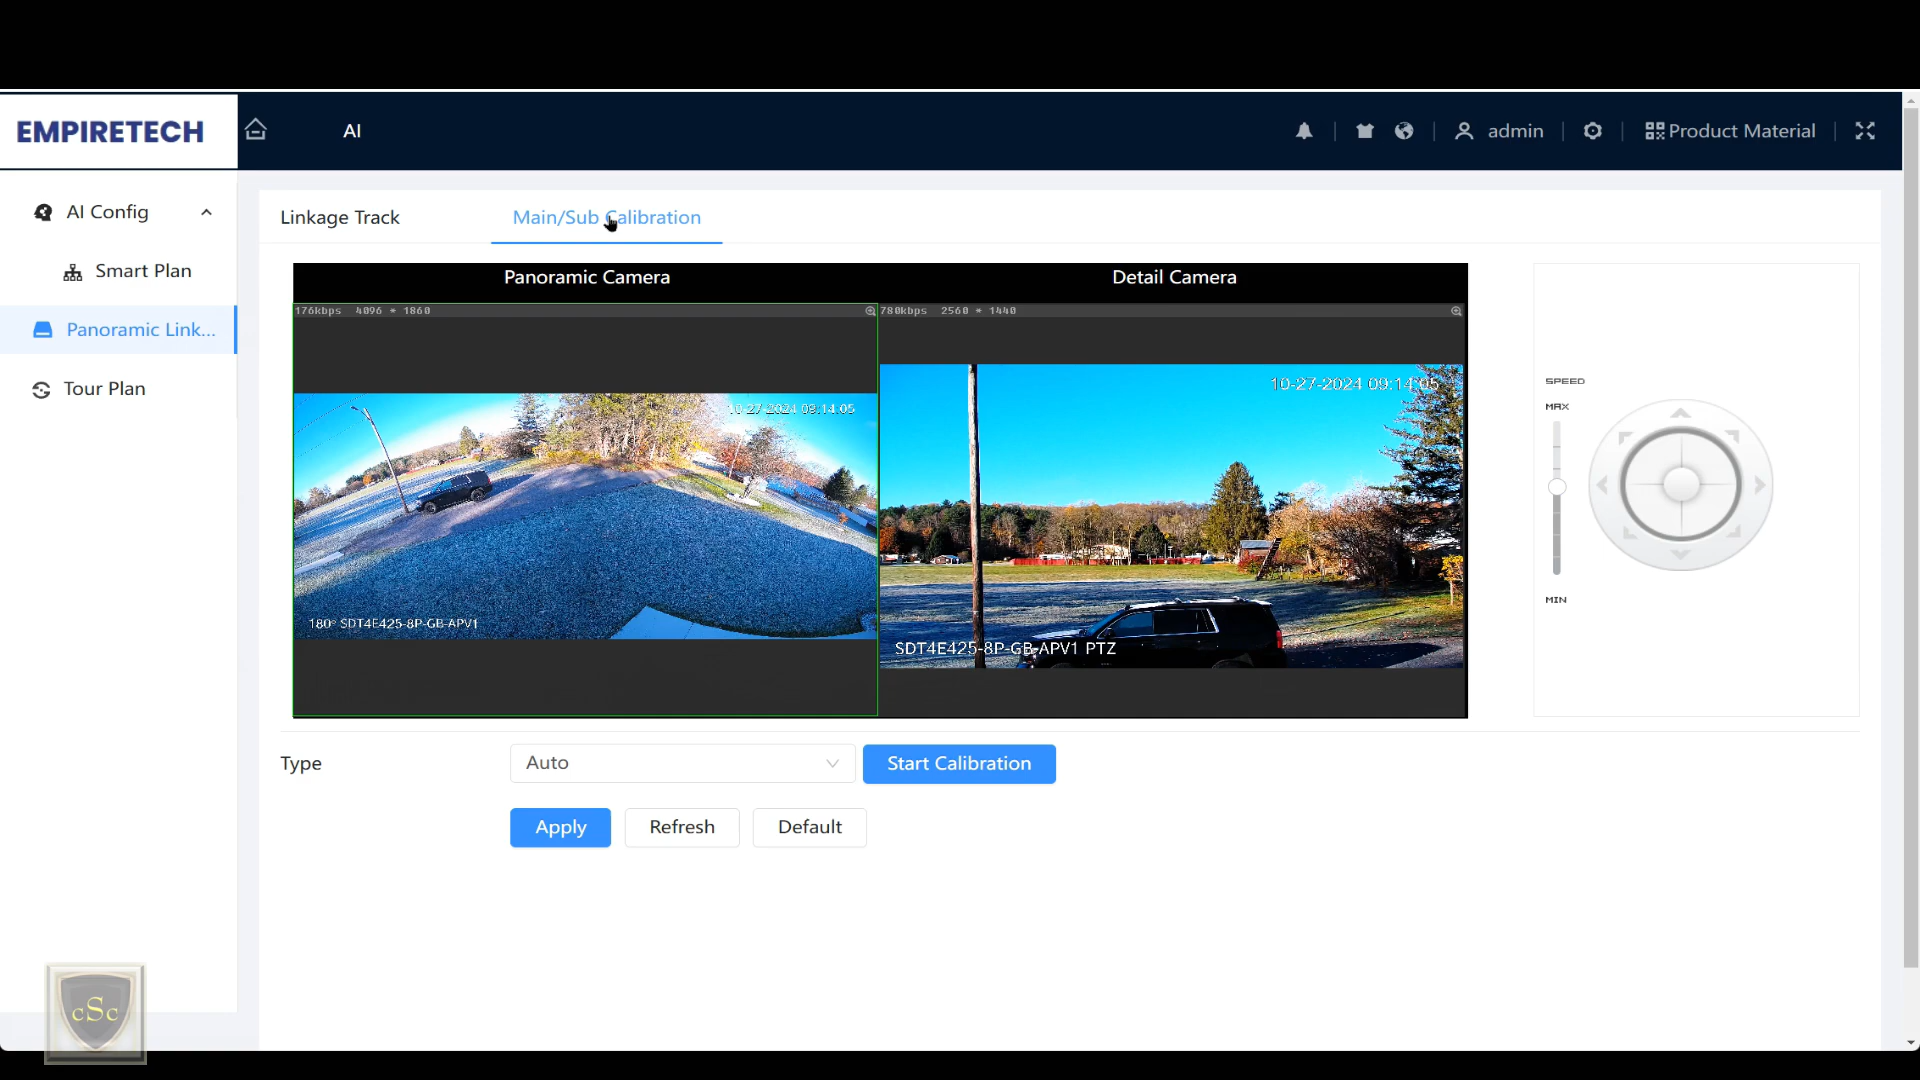 EMPIRETECH
AI
admin
Product Material
AI Config
Smart Plan
Panoramic Link...
Tour Plan
Linkage Track
Main/Sub Calibration
Panoramic Camera
Detail Camera
176kbps 4096 * 1860
780kbps 2560 * 1440
10-27-2024 09:14:05
10-27-2024 09:14:05
180° SDT4E425-8P-GB-APV1
SDT4E425-8P-GB-APV1 PTZ
SPEED
MAX
MIN
Type
Auto
Start Calibration
Apply
Refresh
Default
cSc